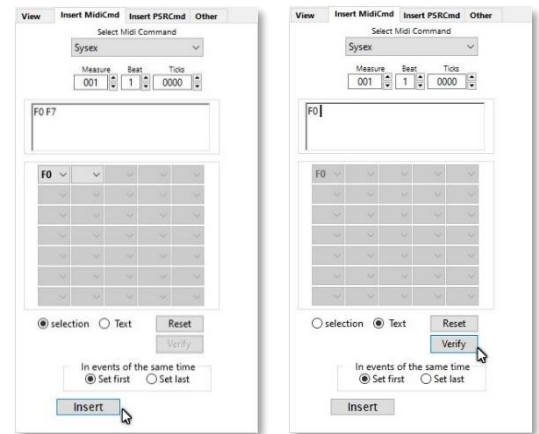 View Insert MidiCmd Insert PSRCmd Other
Select Midi Command
Sysex
Measure Beat Ticks
001 1 0000
F0 F7
F0
selection Text Reset
Verify
In events of the same time
Set first Set last
Insert
View Insert MidiCmd Insert PSRCmd Other
Select Midi Command
Sysex
Measure Beat Ticks
001 1 0000
F0
F0
selection Text Reset
Verify
In events of the same time
Set first Set last
Insert